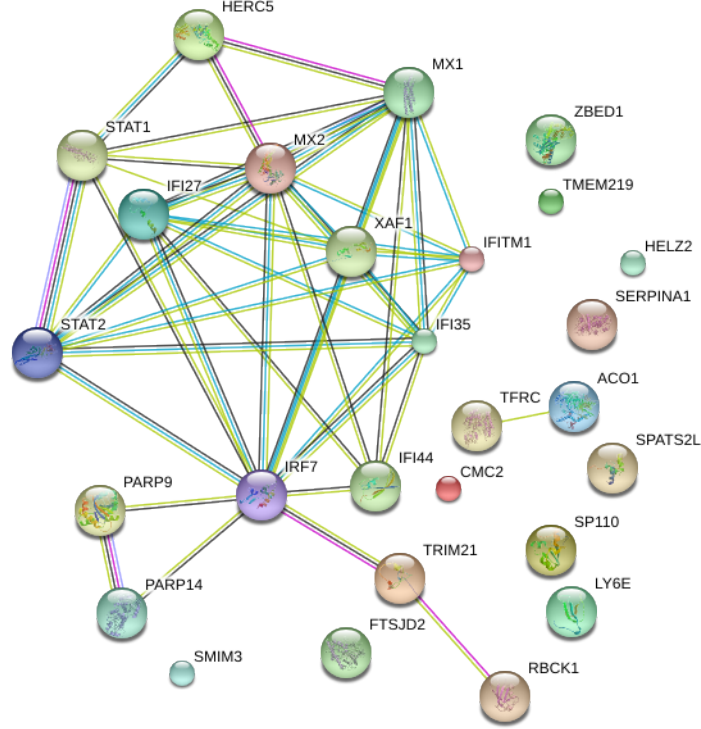 HERC5
MX1
ZBED1
STAT1
MX2
IFI27
TMEM219
XAF1
IFITM1
HELZ2
SERPINA1
STAT2
IFI35
TFRC
ACO1
SPATS2L
IRF7
IFI44
CMC2
PARP9
SP110
TRIM21
PARP14
LY6E
FTSJD2
SMIM3
RBCK1